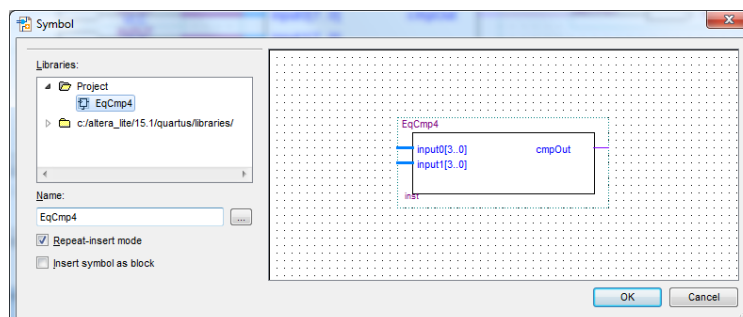 Symbol
Libraries:
Project
EqCmp4
c:/altera_lite/15.1/quartus/libraries/
Name:
EqCmp4
...
Repeat-insert mode
Insert symbol as block
EqCmp4
input0[3..0]
cmpOut
input1[3..0]
inst
OK
Cancel